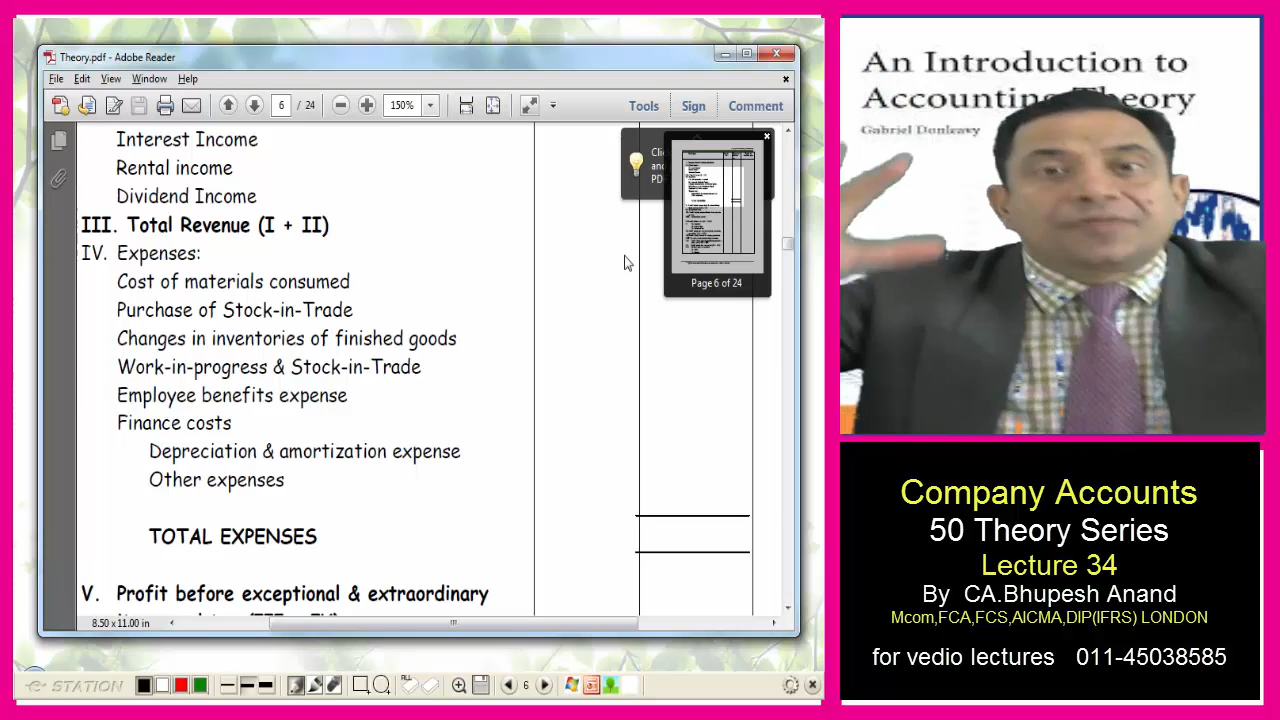 Theory.pdf - Adobe Reader
File Edit View Window Help
6 / 24 150% Tools Sign Comment
Interest Income
Rental income
Dividend Income
III. Total Revenue (I + II)
IV. Expenses:
Cost of materials consumed
Purchase of Stock-in-Trade
Changes in inventories of finished goods
Work-in-progress & Stock-in-Trade
Employee benefits expense
Finance costs
Depreciation & amortization expense
Other expenses
TOTAL EXPENSES
V. Profit before exceptional & extraordinary
8.50 x 11.00 in
Page 6 of 24
e STATION
6
An Introduction to
Accounting Theory
Gabriel Donleavy
Company Accounts
50 Theory Series
Lecture 34
By CA.Bhupesh Anand
Mcom,FCA,FCS,AICMA,DIP(IFRS) LONDON
for vedio lectures 011-45038585